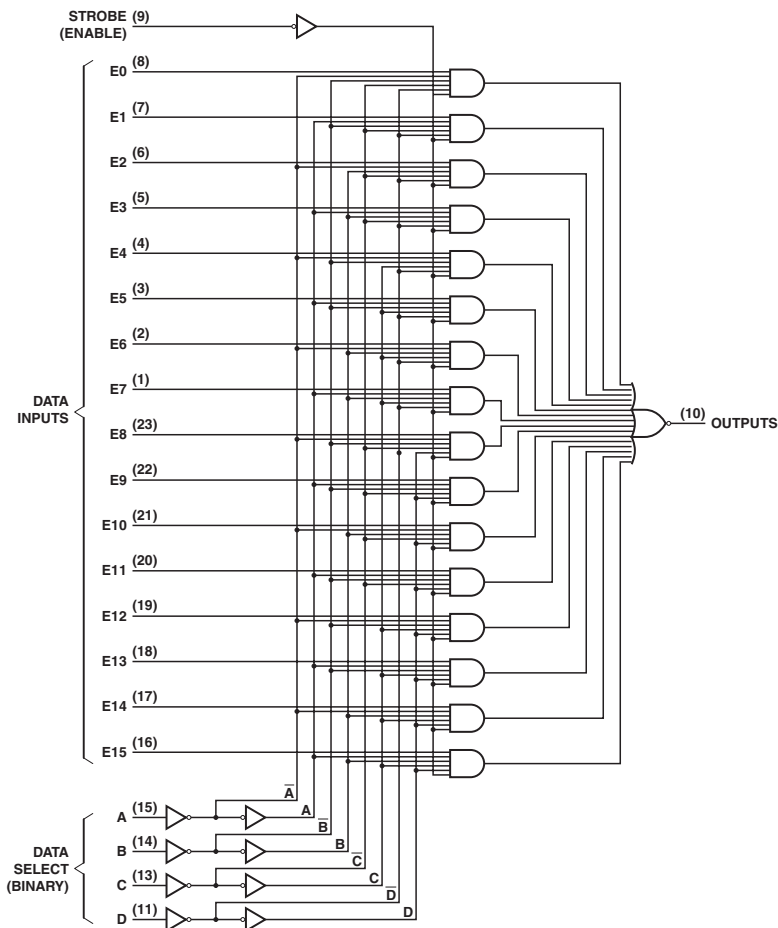 STROBE (9)
(ENABLE)
E0 (8)
E1 (7)
E2 (6)
E3 (5)
E4 (4)
E5 (3)
E6 (2)
E7 (1)
DATA
INPUTS
(10) OUTPUTS
E8 (23)
E9 (22)
E10 (21)
E11 (20)
E12 (19)
E13 (18)
E14 (17)
E15 (16)
A̅
A (15) A
B̅
DATA
SELECT
(BINARY)
B (14) B
C̅
C (13) C
D̅
D (11) D